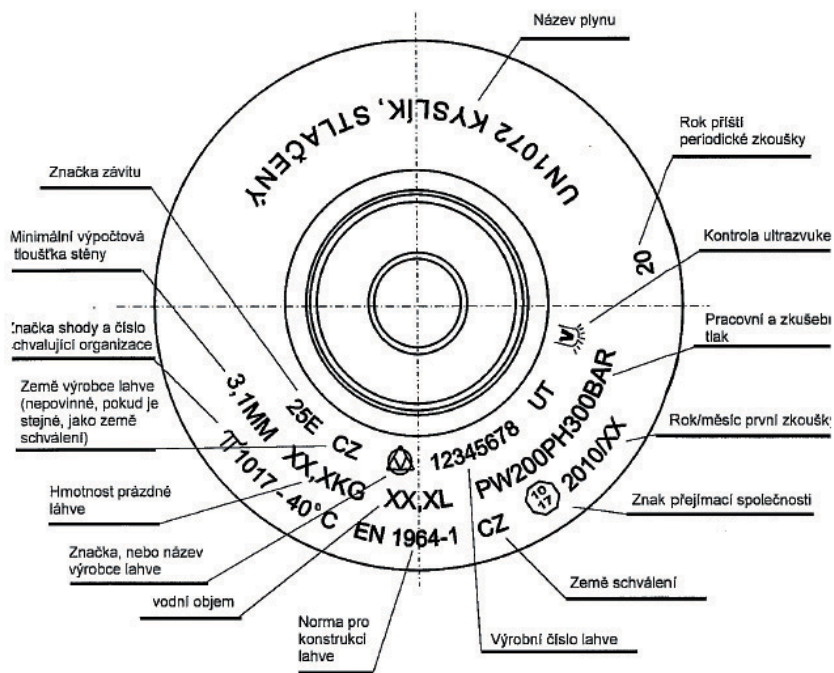 Název plynu
UN1072 KYSLÍK, STLAČENÝ
Rok příští
periodické zkoušky
20
Značka závitu
Minimální výpočtová
tloušťka stěny
Kontrola ultrazvuke
Značka shody a číslo
chvalující organizace
Pracovní a zkušebn
tlak
Země výrobce lahve
(nepovinné, pokud je
stejné, jako země
schválení)
Rok/měsíc první zkoušky
Hmotnost prázdné
láhve
Znak přejímací společnosti
Značka, nebo název
výrobce lahve
Země schválení
vodní objem
Norma pro
konstrukci
lahve
Výrobní číslo lahve
25E CZ 12345678 UT
3,1MM XX,XKG XX,XL PW200PH300BAR
π1017 - 40°C EN 1964-1 CZ 10 17 2010/XX